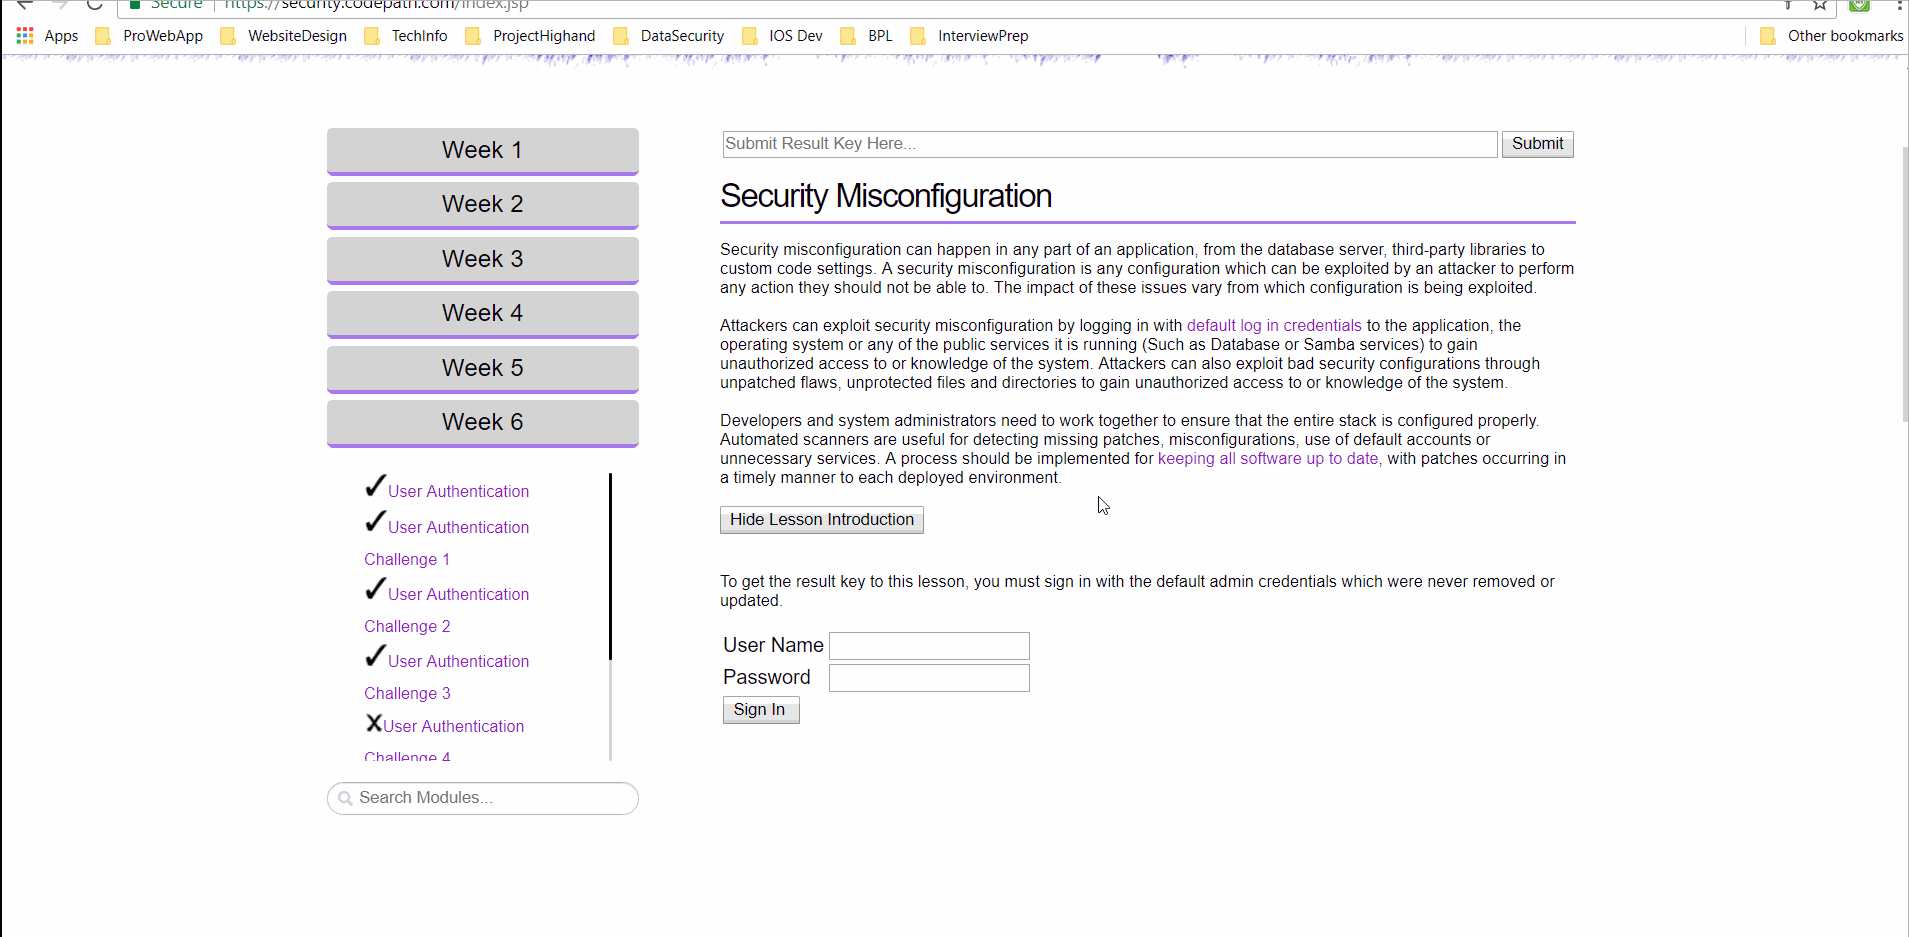 Secure https://security.codepath.com/index.jsp
Apps ProWebApp WebsiteDesign TechInfo ProjectHighand DataSecurity IOS Dev BPL InterviewPrep Other bookmarks
Week 1
Week 2
Week 3
Week 4
Week 5
Week 6
User Authentication
User Authentication
Challenge 1
User Authentication
Challenge 2
User Authentication
Challenge 3
User Authentication
Challenge 4
Search Modules...
Submit Result Key Here... Submit
Security Misconfiguration
Security misconfiguration can happen in any part of an application, from the database server, third-party libraries to
custom code settings. A security misconfiguration is any configuration which can be exploited by an attacker to perform
any action they should not be able to. The impact of these issues vary from which configuration is being exploited.
Attackers can exploit security misconfiguration by logging in with default log in credentials to the application, the
operating system or any of the public services it is running (Such as Database or Samba services) to gain
unauthorized access to or knowledge of the system. Attackers can also exploit bad security configurations through
unpatched flaws, unprotected files and directories to gain unauthorized access to or knowledge of the system.
Developers and system administrators need to work together to ensure that the entire stack is configured properly.
Automated scanners are useful for detecting missing patches, misconfigurations, use of default accounts or
unnecessary services. A process should be implemented for keeping all software up to date, with patches occurring in
a timely manner to each deployed environment.
Hide Lesson Introduction
To get the result key to this lesson, you must sign in with the default admin credentials which were never removed or
updated.
User Name
Password
Sign In